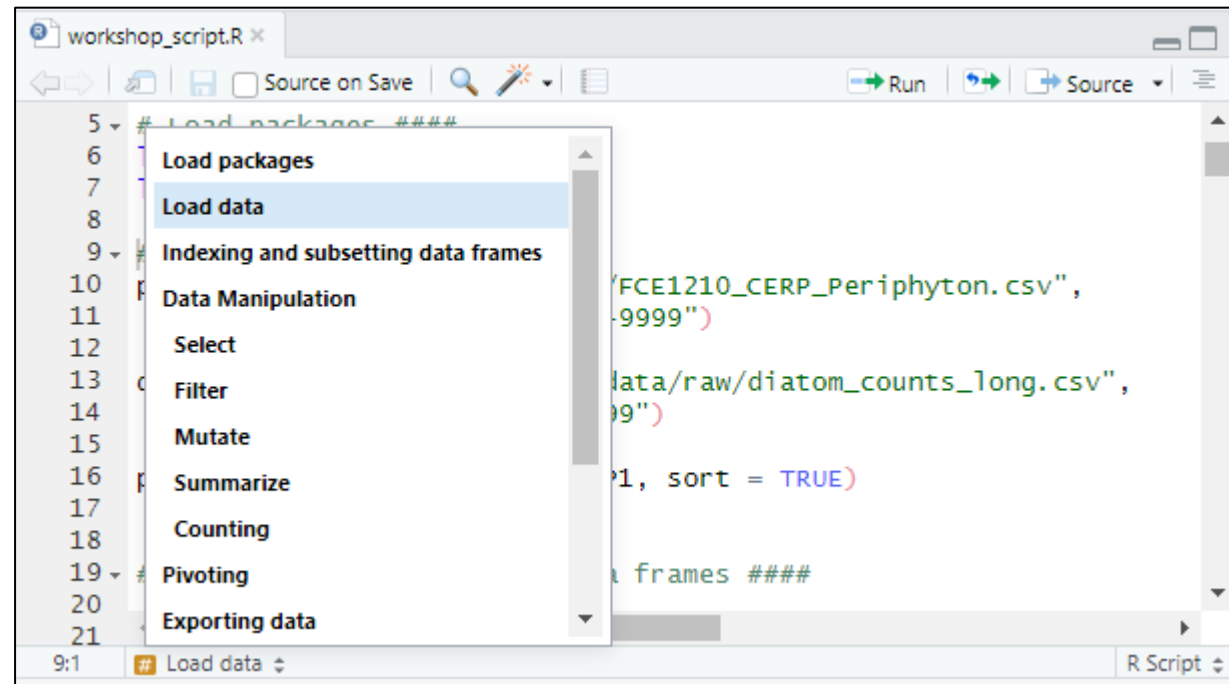 workshop_script.R
Source on Save Run Source
5 # Load packages ####
6
7
8
9 #
10 p /FCE1210_CERP_Periphyton.csv",
11 -9999")
12
13 d data/raw/diatom_counts_long.csv",
14 99")
15
16 p P1, sort = TRUE)
17
18
19 # a frames ####
20
21
Load packages
Load data
Indexing and subsetting data frames
Data Manipulation
Select
Filter
Mutate
Summarize
Counting
Pivoting
Exporting data
9:1 # Load data R Script